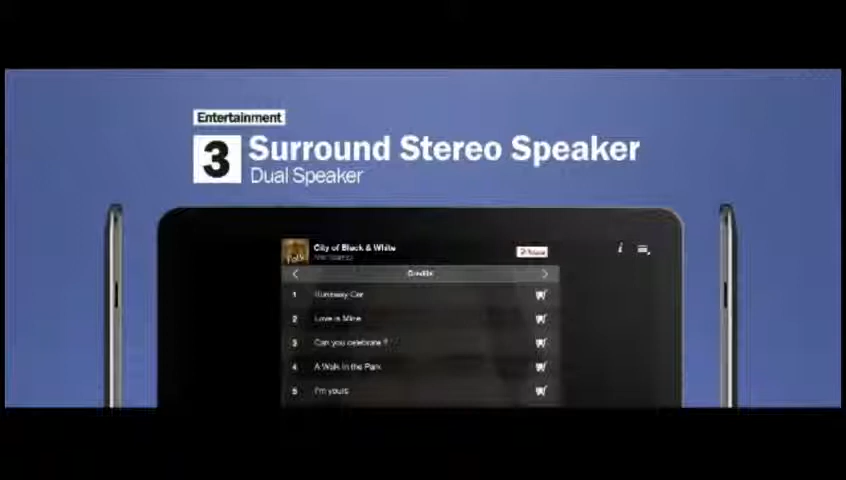 Entertainment
3 Surround Stereo Speaker
Dual Speaker
City of Black & White
Credits
1 Runaway Car
2 Love is Mine
3 Can you celebrate ?
4 A Walk in the Park
5 I'm yours